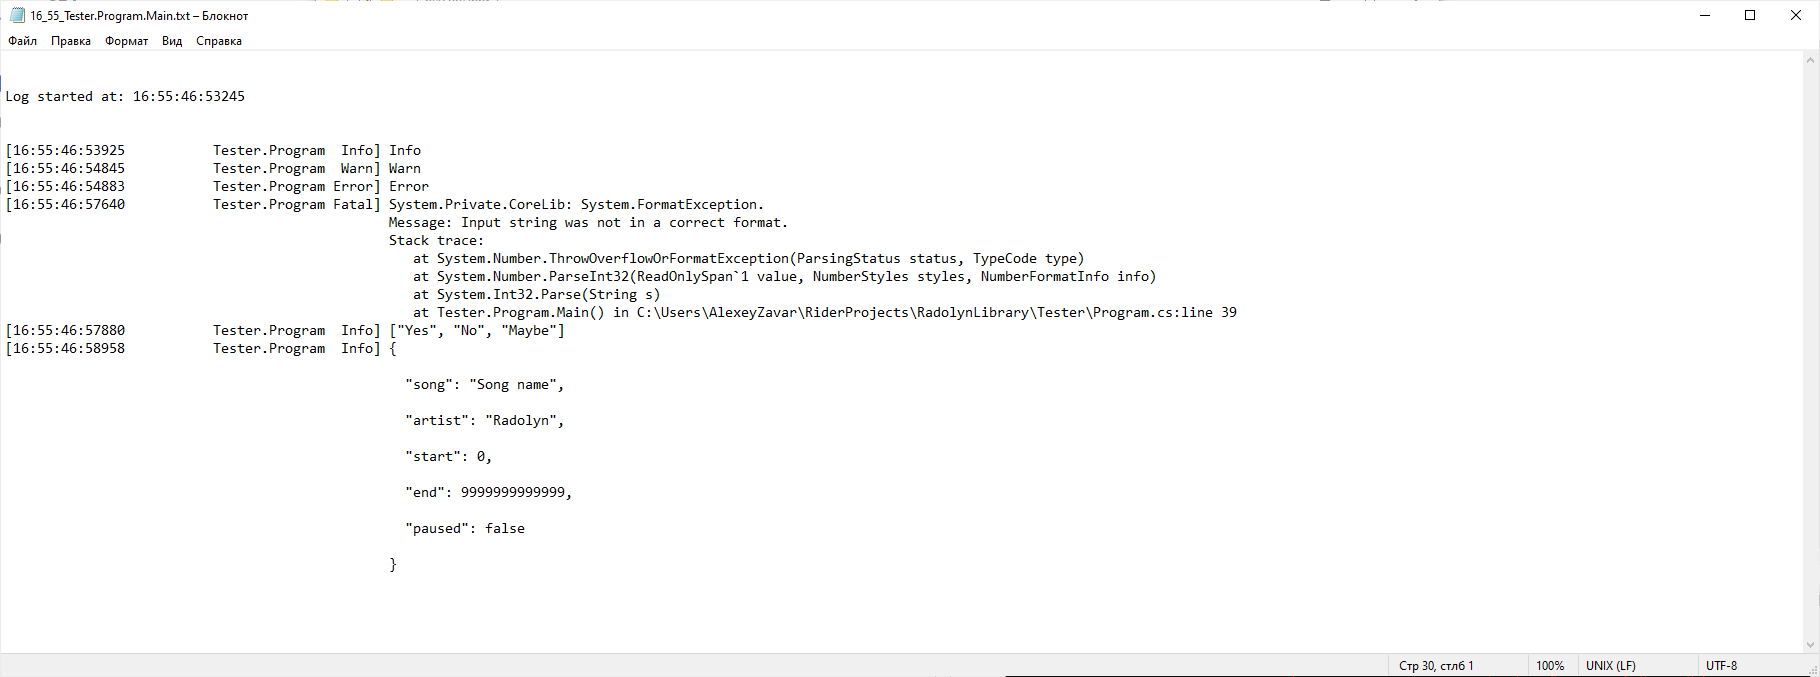 16_55_Tester.Program.Main.txt – Блокнот
Файл Правка Формат Вид Справка
Log started at: 16:55:46:53245
[16:55:46:53925 Tester.Program Info] Info
[16:55:46:54845 Tester.Program Warn] Warn
[16:55:46:54883 Tester.Program Error] Error
[16:55:46:57640 Tester.Program Fatal] System.Private.CoreLib: System.FormatException.
Message: Input string was not in a correct format.
Stack trace:
at System.Number.ThrowOverflowOrFormatException(ParsingStatus status, TypeCode type)
at System.Number.ParseInt32(ReadOnlySpan`1 value, NumberStyles styles, NumberFormatInfo info)
at System.Int32.Parse(String s)
at Tester.Program.Main() in C:\Users\AlexeyZavar\RiderProjects\RadolynLibrary\Tester\Program.cs:line 39
[16:55:46:57880 Tester.Program Info] ["Yes", "No", "Maybe"]
[16:55:46:58958 Tester.Program Info] {
"song": "Song name",
"artist": "Radolyn",
"start": 0,
"end": 9999999999999,
"paused": false
}
Стр 30, стлб 1 100% UNIX (LF) UTF-8